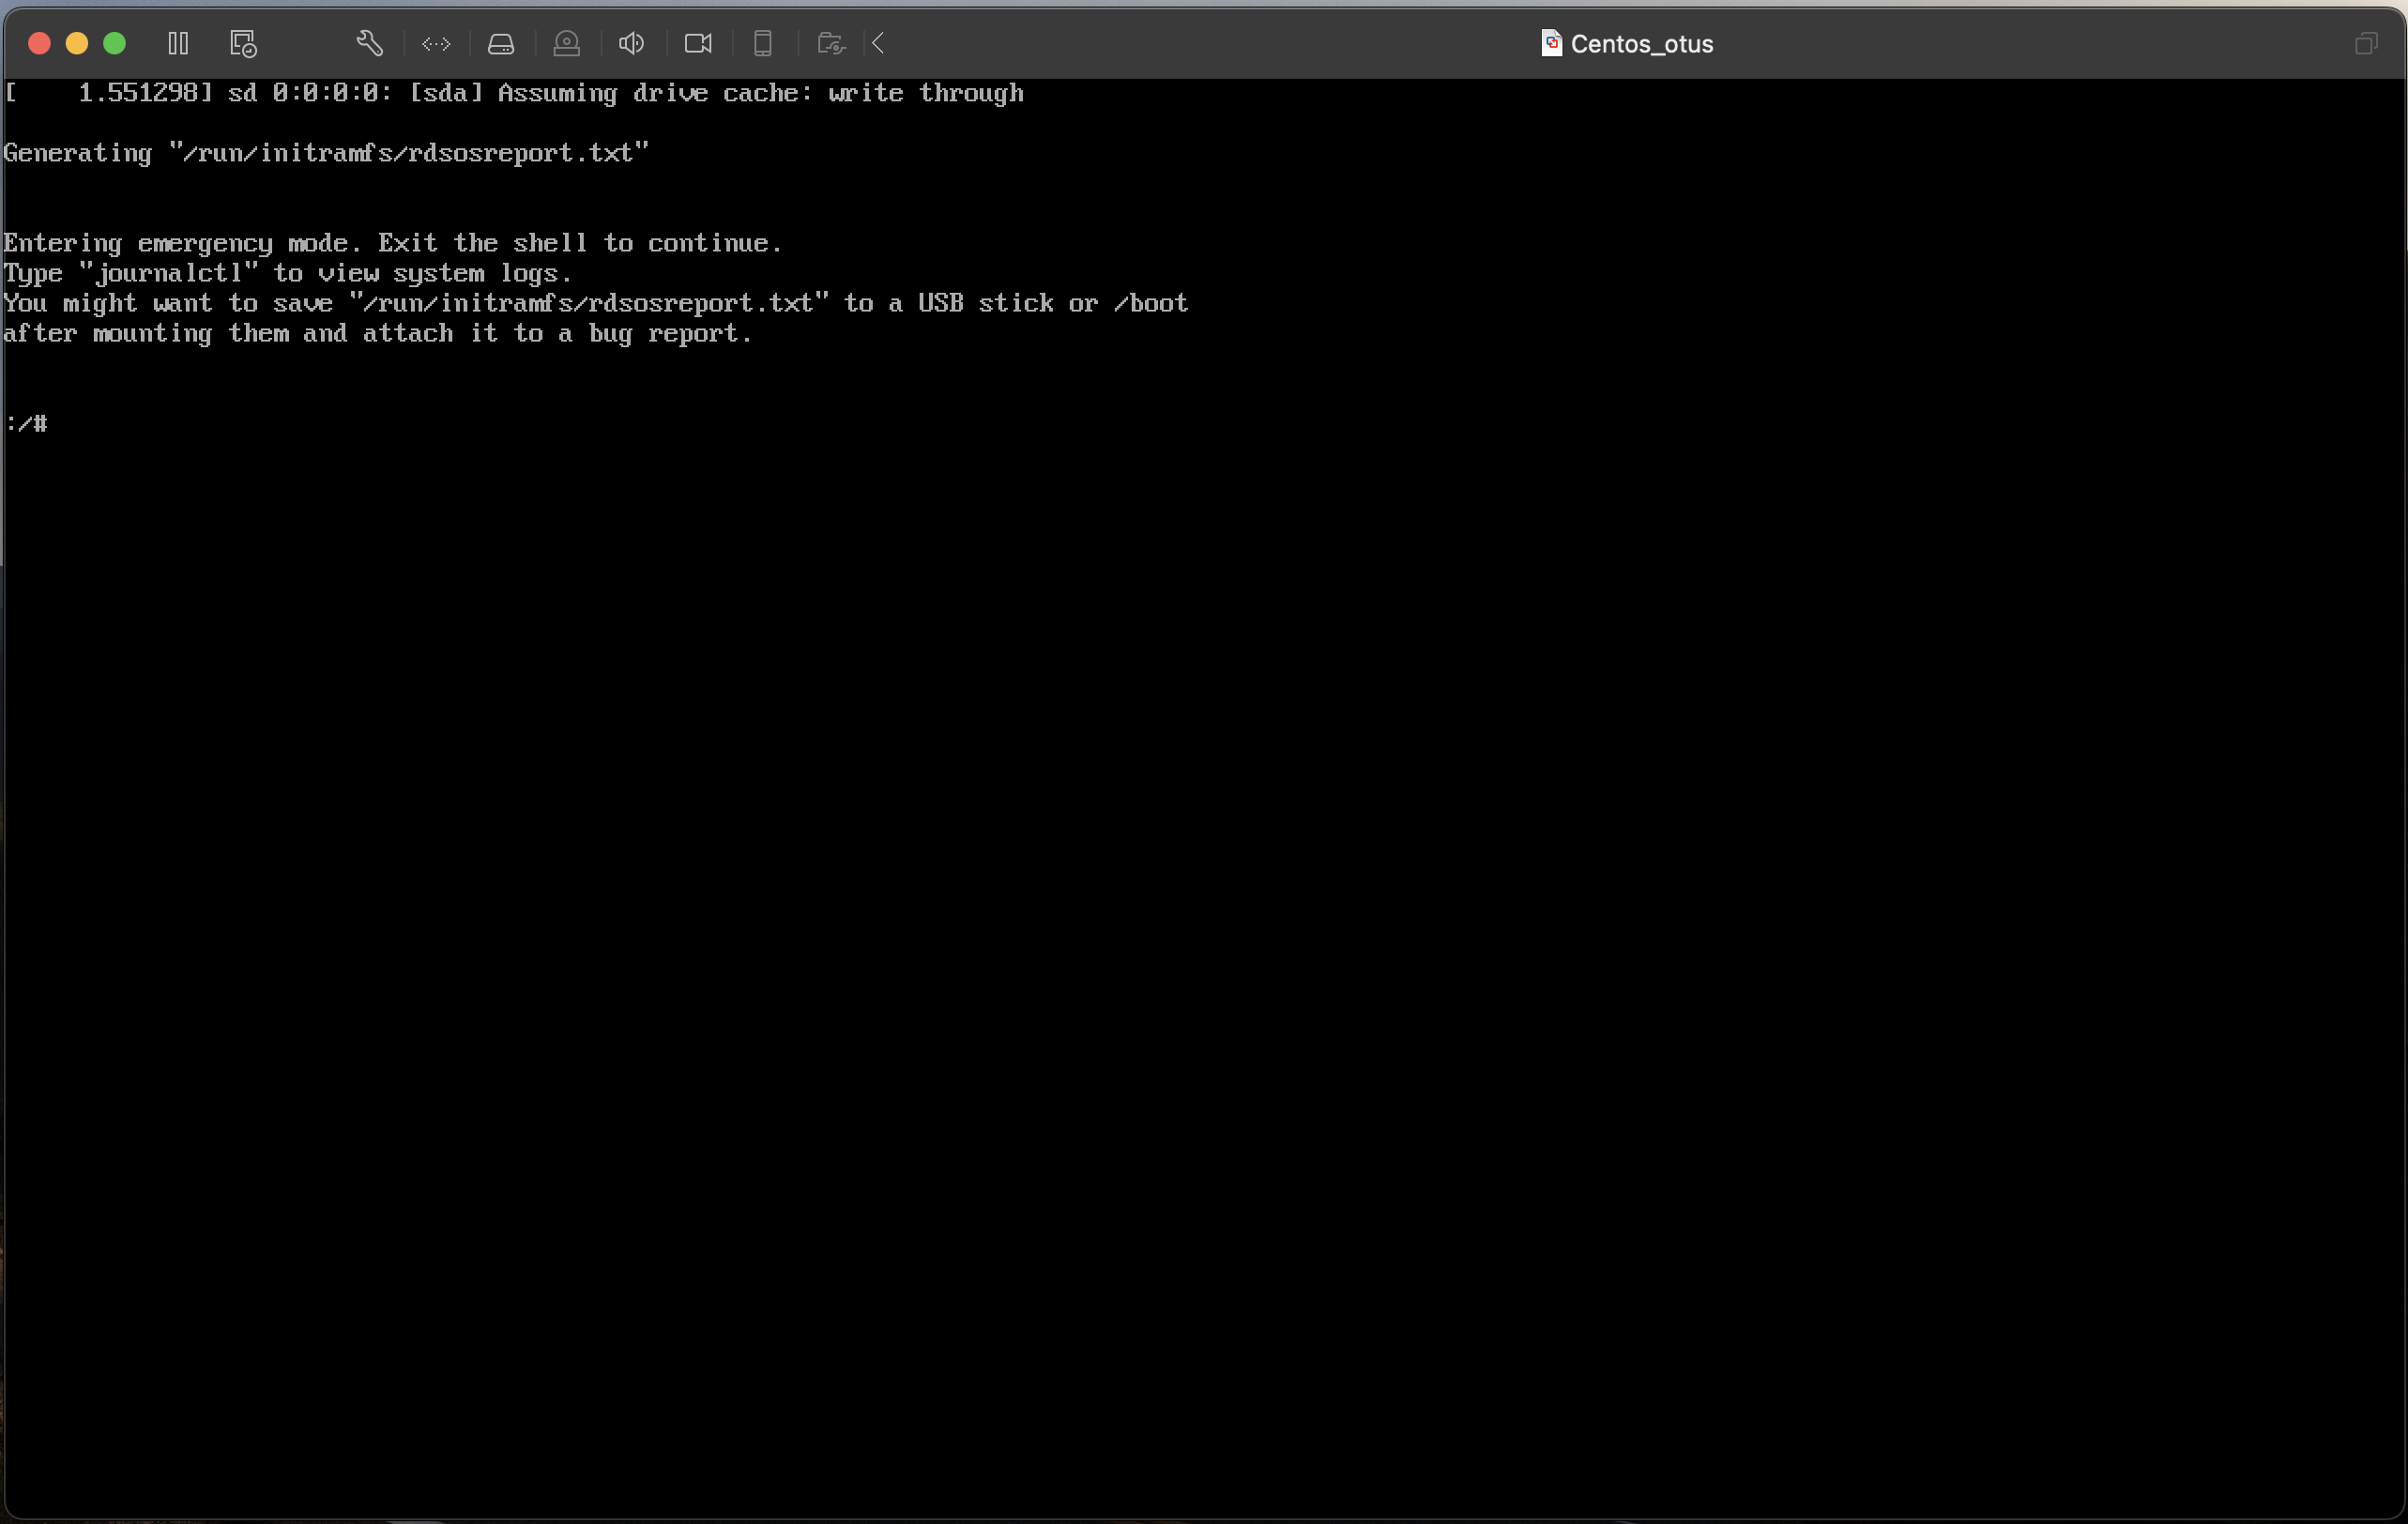 Centos_otus
[    1.551298] sd 0:0:0:0: [sda] Assuming drive cache: write through
Generating "/run/initramfs/rdsosreport.txt"
Entering emergency mode. Exit the shell to continue.
Type "journalctl" to view system logs.
You might want to save "/run/initramfs/rdsosreport.txt" to a USB stick or /boot
after mounting them and attach it to a bug report.
:/#